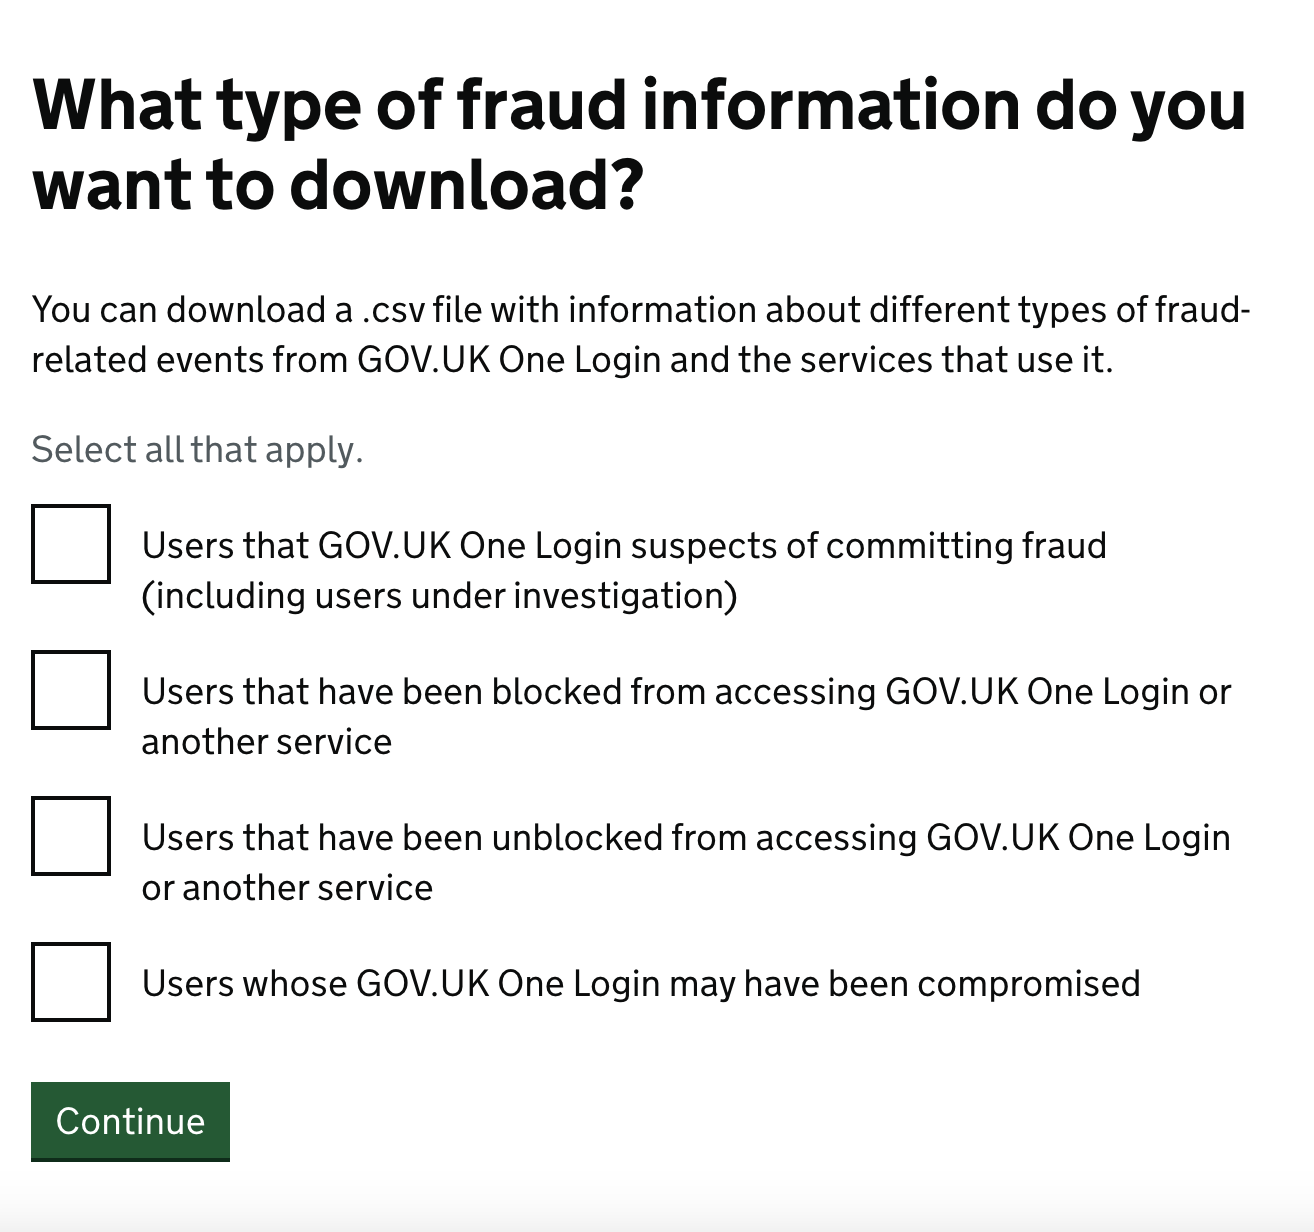 What type of fraud information do you
want to download?
You can download a .csv file with information about different types of fraud-
related events from GOV.UK One Login and the services that use it.
Select all that apply.
Users that GOV.UK One Login suspects of committing fraud
(including users under investigation)
Users that have been blocked from accessing GOV.UK One Login or
another service
Users that have been unblocked from accessing GOV.UK One Login
or another service
Users whose GOV.UK One Login may have been compromised
Continue